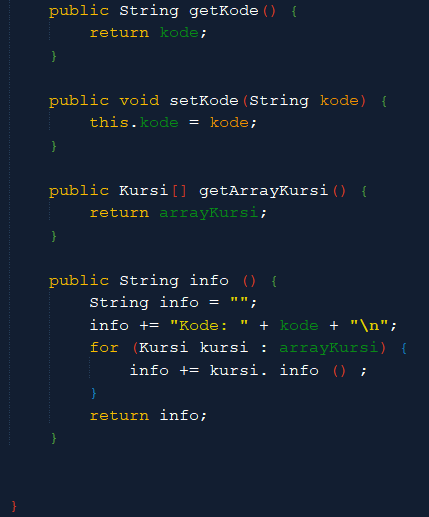 public String getKode() {
return kode;
}
public void setKode(String kode) {
this.kode = kode;
}
public Kursi[] getArrayKursi() {
return arrayKursi;
}
public String info () {
String info = "";
info += "Kode: " + kode + "\n";
for (Kursi kursi : arrayKursi) {
info += kursi. info () ;
}
return info;
}
}